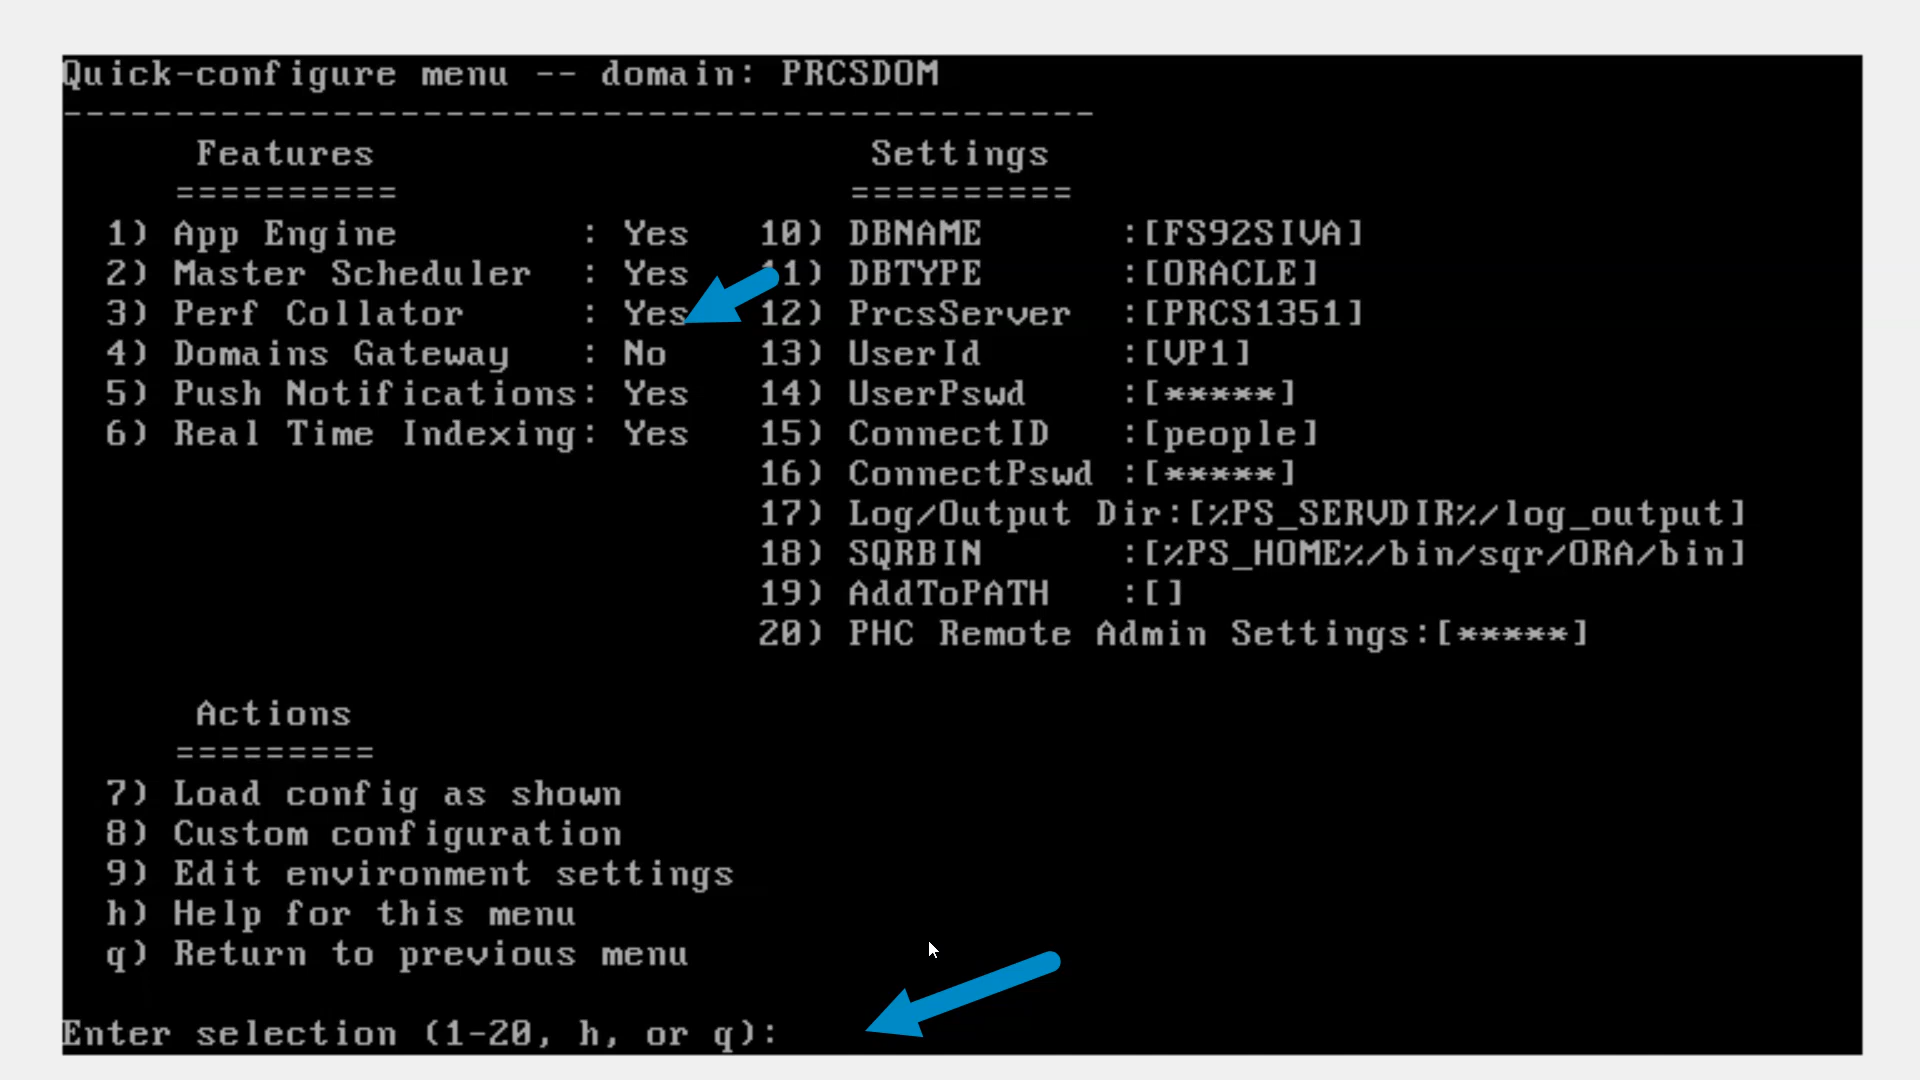 Quick-configure menu -- domain: PRCSDOM
----------------------------------------------
Features Settings
========== ==========
1) App Engine : Yes 10) DBNAME :[FS92SIVA]
2) Master Scheduler : Yes 11) DBTYPE :[ORACLE]
3) Perf Collator : Yes 12) PrcsServer :[PRCS1351]
4) Domains Gateway : No 13) UserId :[VP1]
5) Push Notifications: Yes 14) UserPswd :[*****]
6) Real Time Indexing: Yes 15) ConnectID :[people]
16) ConnectPswd :[*****]
17) Log/Output Dir:[%PS_SERVDIR%/log_output]
18) SQRBIN :[%PS_HOME%/bin/sqr/ORA/bin]
19) AddToPATH :[]
20) PHC Remote Admin Settings:[*****]
Actions
=========
7) Load config as shown
8) Custom configuration
9) Edit environment settings
h) Help for this menu
q) Return to previous menu
Enter selection (1-20, h, or q):